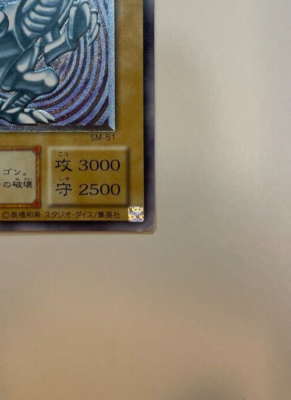 SM-51
ゴン。
攻 3000
の破壊
守 2500
©高橋和希 スタジオ・ダイス/集英社